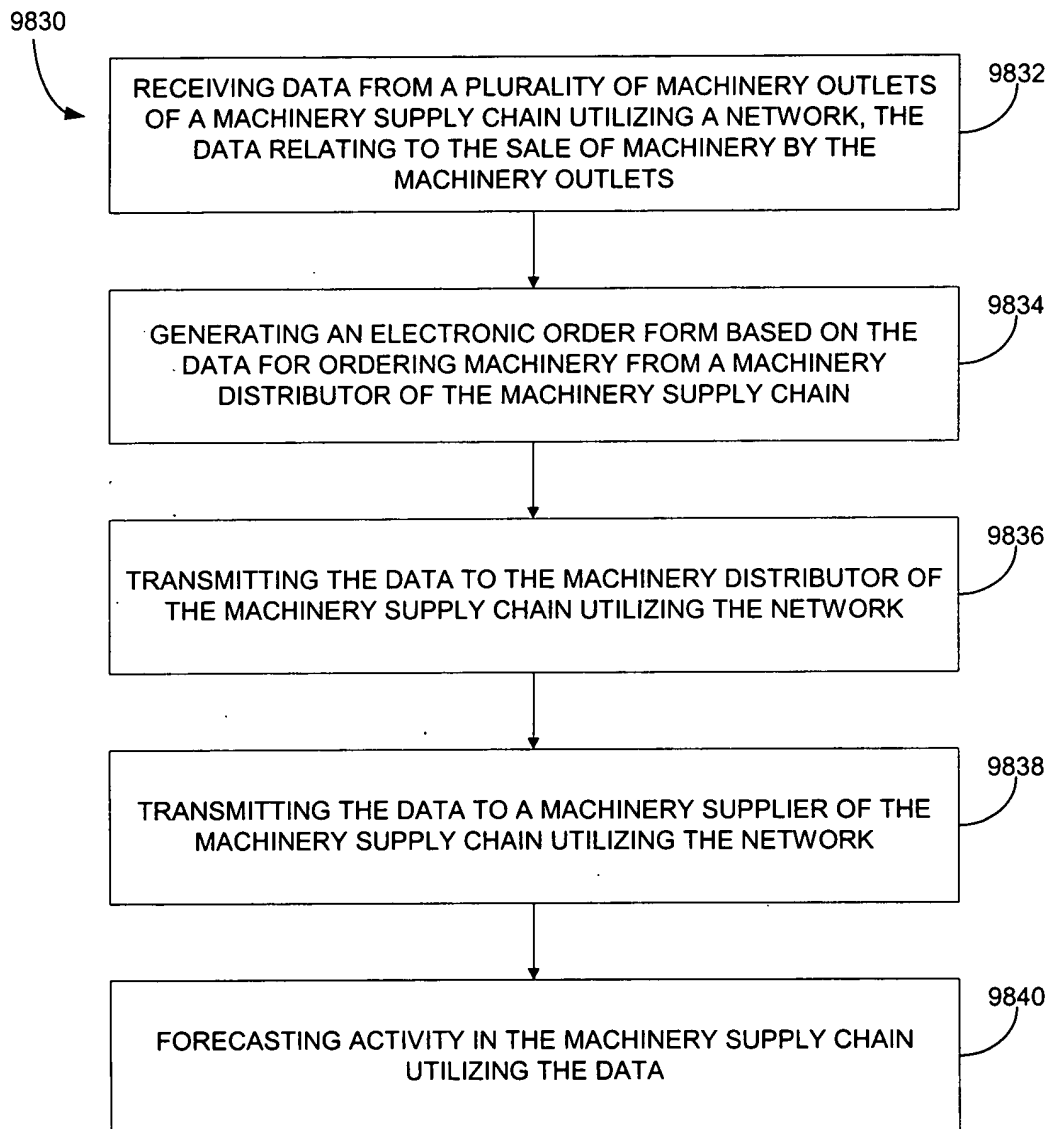 9830
9832
RECEIVING DATA FROM A PLURALITY OF MACHINERY OUTLETS
OF A MACHINERY SUPPLY CHAIN UTILIZING A NETWORK, THE
DATA RELATING TO THE SALE OF MACHINERY BY THE
MACHINERY OUTLETS
9834
GENERATING AN ELECTRONIC ORDER FORM BASED ON THE
DATA FOR ORDERING MACHINERY FROM A MACHINERY
DISTRIBUTOR OF THE MACHINERY SUPPLY CHAIN
9836
TRANSMITTING THE DATA TO THE MACHINERY DISTRIBUTOR OF
THE MACHINERY SUPPLY CHAIN UTILIZING THE NETWORK
9838
TRANSMITTING THE DATA TO A MACHINERY SUPPLIER OF THE
MACHINERY SUPPLY CHAIN UTILIZING THE NETWORK
9840
FORECASTING ACTIVITY IN THE MACHINERY SUPPLY CHAIN
UTILIZING THE DATA